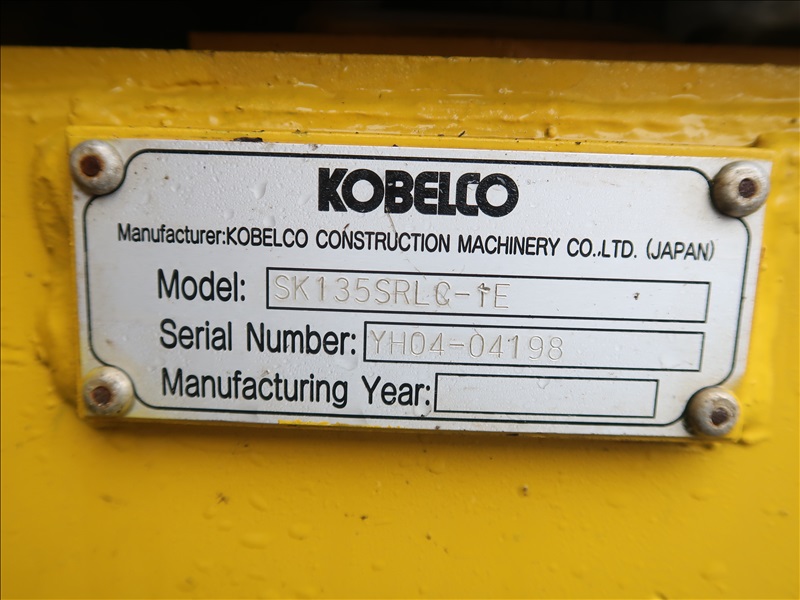 KOBELCO
Manufacturer:KOBELCO CONSTRUCTION MACHINERY CO.,LTD. (JAPAN)
Model: SK135SRLC-1E
Serial Number: YH04-04198
Manufacturing Year: